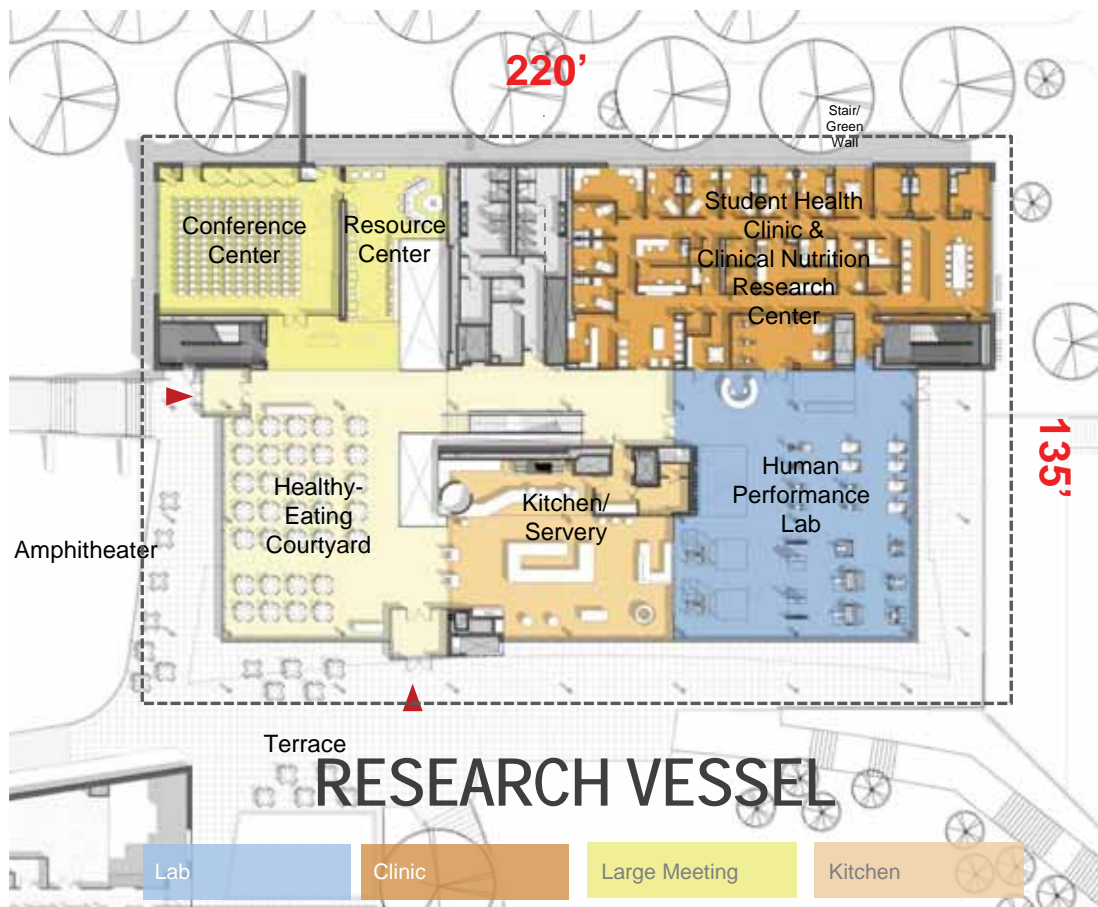 220’
Stair/
Green
Wall
Conference
Center
Resource
Center
Student Health
Clinic &
Clinical Nutrition
Research
Center
135’
Healthy-
Eating
Courtyard
Kitchen/
Servery
Human
Performance
Lab
Amphitheater
Terrace
RESEARCH VESSEL
Lab
Clinic
Large Meeting
Kitchen